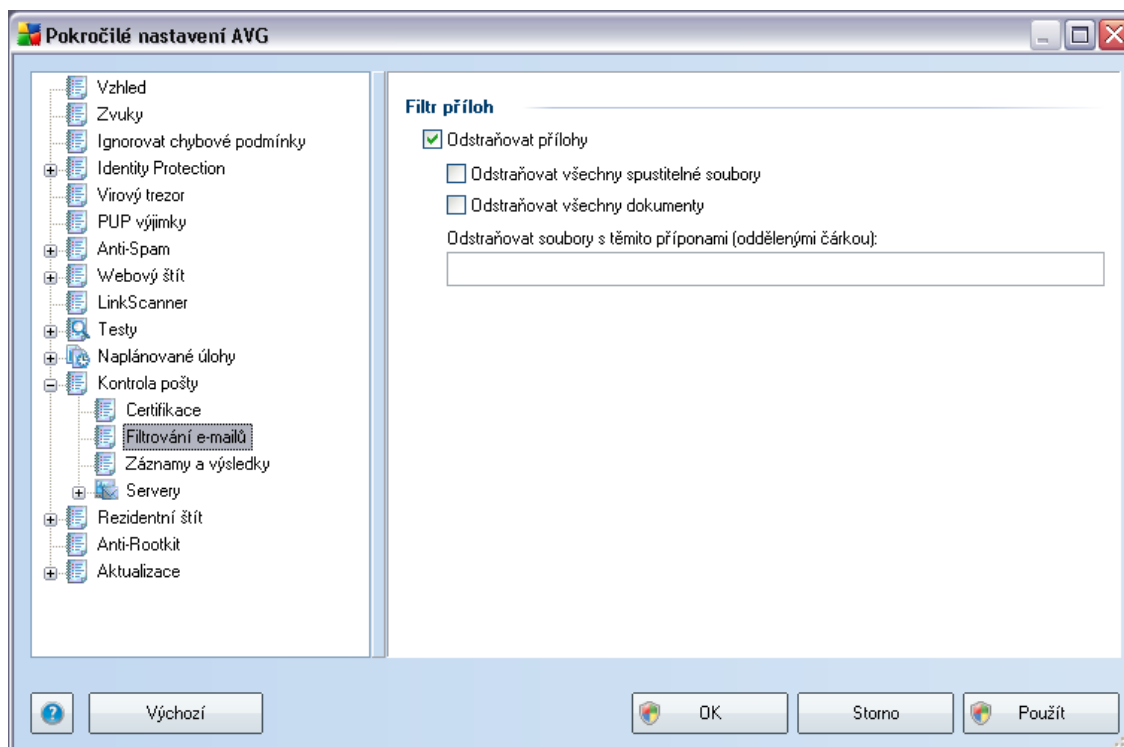 Pokročilé nastavení AVG
Vzhled
Zvuky
Ignorovat chybové podmínky
Identity Protection
Virový trezor
PUP výjimky
Anti-Spam
Webový štít
LinkScanner
Testy
Naplánované úlohy
Kontrola pošty
Certifikace
Filtrování e-mailů
Záznamy a výsledky
Servery
Rezidentní štít
Anti-Rootkit
Aktualizace
Filtr příloh
Odstraňovat přílohy
Odstraňovat všechny spustitelné soubory
Odstraňovat všechny dokumenty
Odstraňovat soubory s těmito příponami (oddělenými čárkou):
Výchozí
OK
Storno
Použít